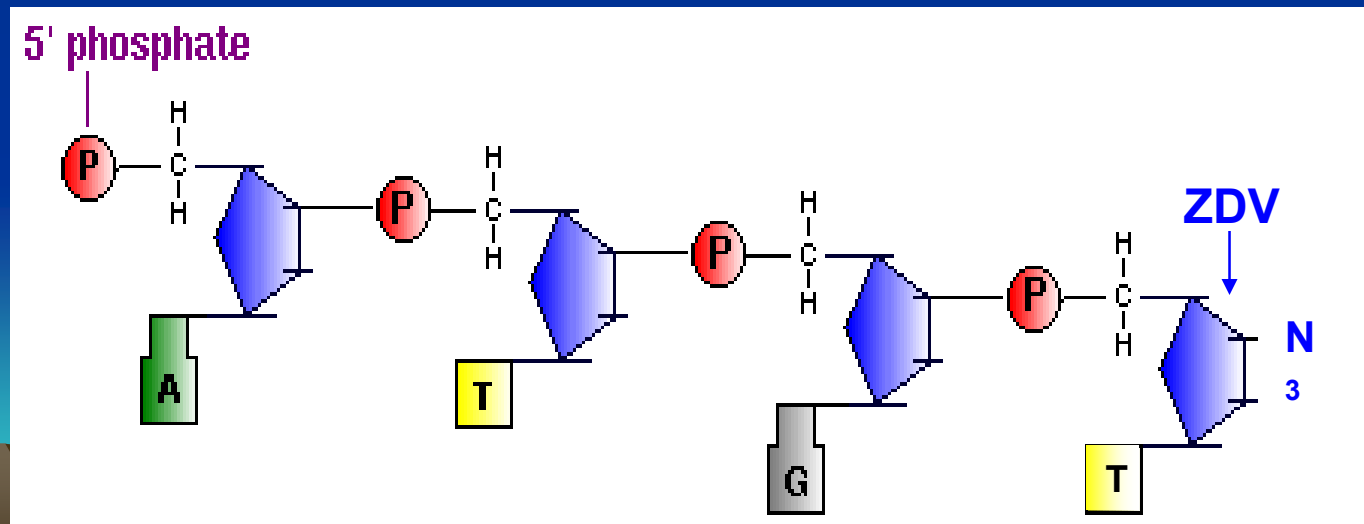 5' phosphate
H
P C H
H P C H
H P C ZDV
H H
H P C
A H N
T 3
G
T